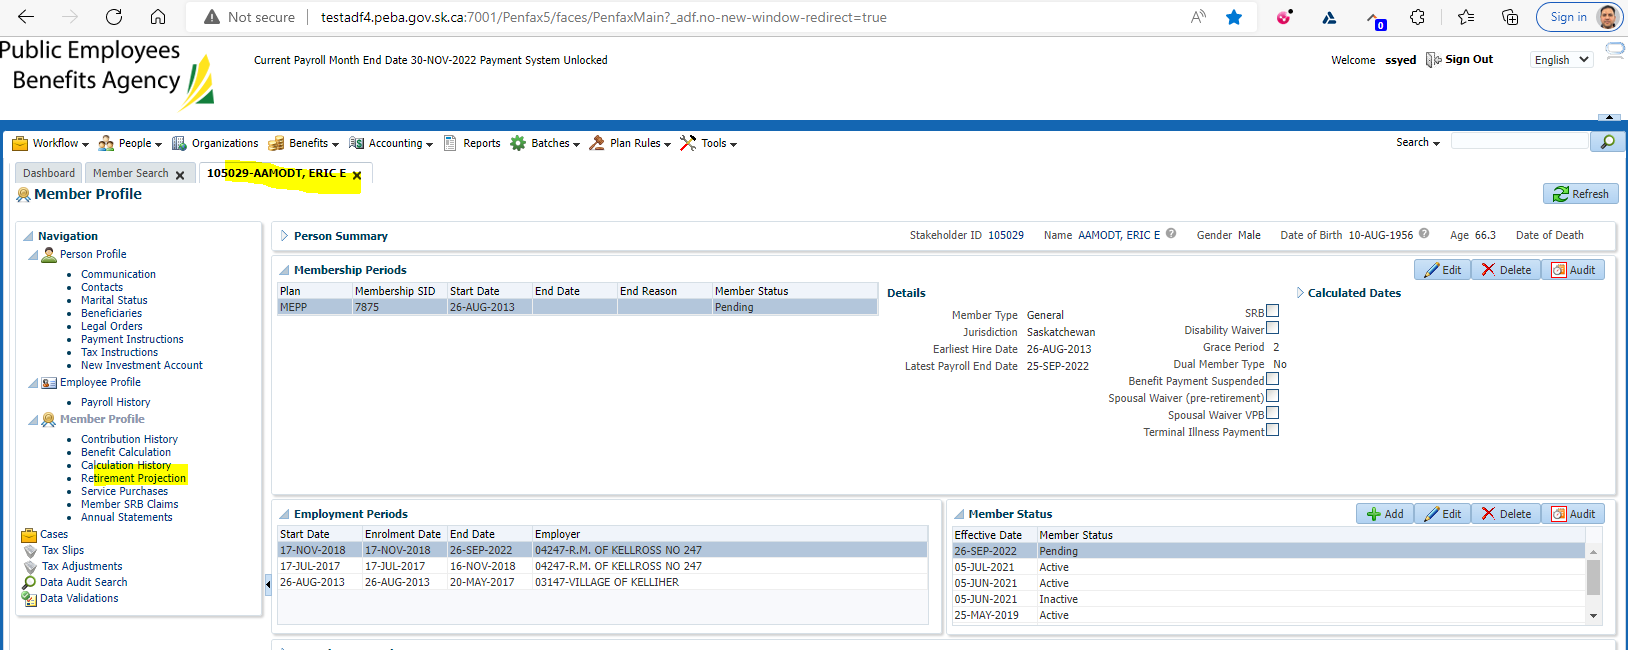 Not secure | testadf4.peba.gov.sk.ca:7001/Penfax5/faces/PenfaxMain?_adf.no-new-window-redirect=true
0
Sign in
Public Employees
Benefits Agency
Current Payroll Month End Date 30-NOV-2022 Payment System Unlocked
Welcome ssyed Sign Out English
Workflow People Organizations Benefits Accounting Reports Batches Plan Rules Tools Search
Dashboard Member Search 105029-AAMODT, ERIC E
Member Profile
Refresh
Navigation
Person Profile
Communication
Contacts
Marital Status
Beneficiaries
Legal Orders
Payment Instructions
Tax Instructions
New Investment Account
Employee Profile
Payroll History
Member Profile
Contribution History
Benefit Calculation
Calculation History
Retirement Projection
Service Purchases
Member SRB Claims
Annual Statements
Cases
Tax Slips
Tax Adjustments
Data Audit Search
Data Validations
Person Summary
Stakeholder ID 105029 Name AAMODT, ERIC E Gender Male Date of Birth 10-AUG-1956 Age 66.3 Date of Death
Membership Periods
Edit Delete Audit
Plan Membership SID Start Date End Date End Reason Member Status
MEPP 7875 26-AUG-2013 Pending
Details
Member Type General
Jurisdiction Saskatchewan
Earliest Hire Date 26-AUG-2013
Latest Payroll End Date 25-SEP-2022
SRB
Disability Waiver
Grace Period 2
Dual Member Type No
Benefit Payment Suspended
Spousal Waiver (pre-retirement)
Spousal Waiver VPB
Terminal Illness Payment
Calculated Dates
Employment Periods
Start Date Enrolment Date End Date Employer
17-NOV-2018 17-NOV-2018 26-SEP-2022 04247-R.M. OF KELLROSS NO 247
17-JUL-2017 17-JUL-2017 16-NOV-2018 04247-R.M. OF KELLROSS NO 247
26-AUG-2013 26-AUG-2013 20-MAY-2017 03147-VILLAGE OF KELLIHER
Member Status
Add Edit Delete Audit
Effective Date Member Status
26-SEP-2022 Pending
05-JUL-2021 Active
05-JUN-2021 Active
05-JUN-2021 Inactive
25-MAY-2019 Active